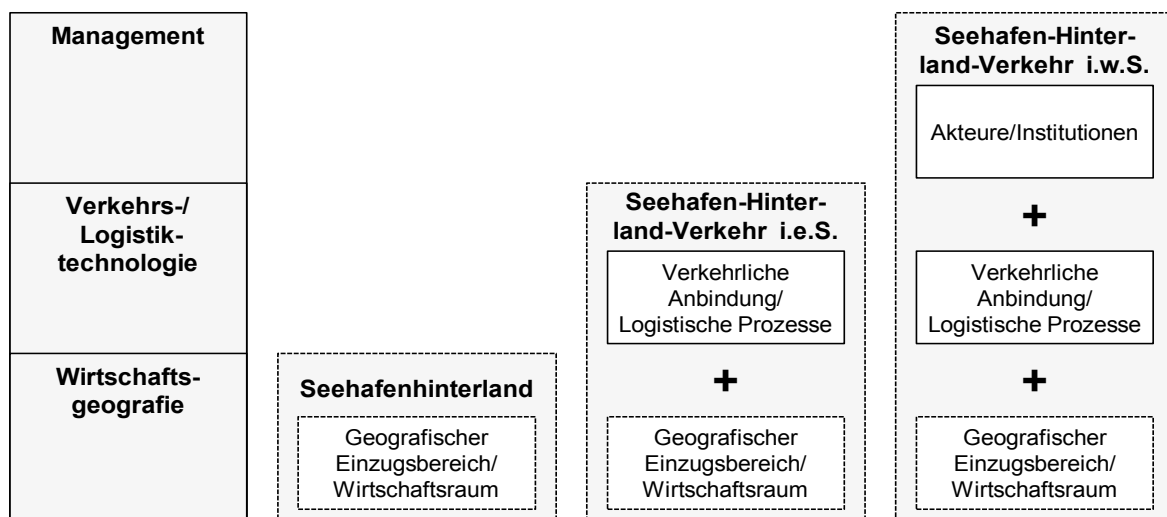 Management
Verkehrs-/
Logistik-
technologie
Wirtschafts-
geografie
Seehafenhinterland
Geografischer
Einzugsbereich/
Wirtschaftsraum
Seehafen-Hinter-
land-Verkehr i.e.S.
Verkehrliche
Anbindung/
Logistische Prozesse
+
Geografischer
Einzugsbereich/
Wirtschaftsraum
Seehafen-Hinter-
land-Verkehr i.w.S.
Akteure/Institutionen
+
Verkehrliche
Anbindung/
Logistische Prozesse
+
Geografischer
Einzugsbereich/
Wirtschaftsraum